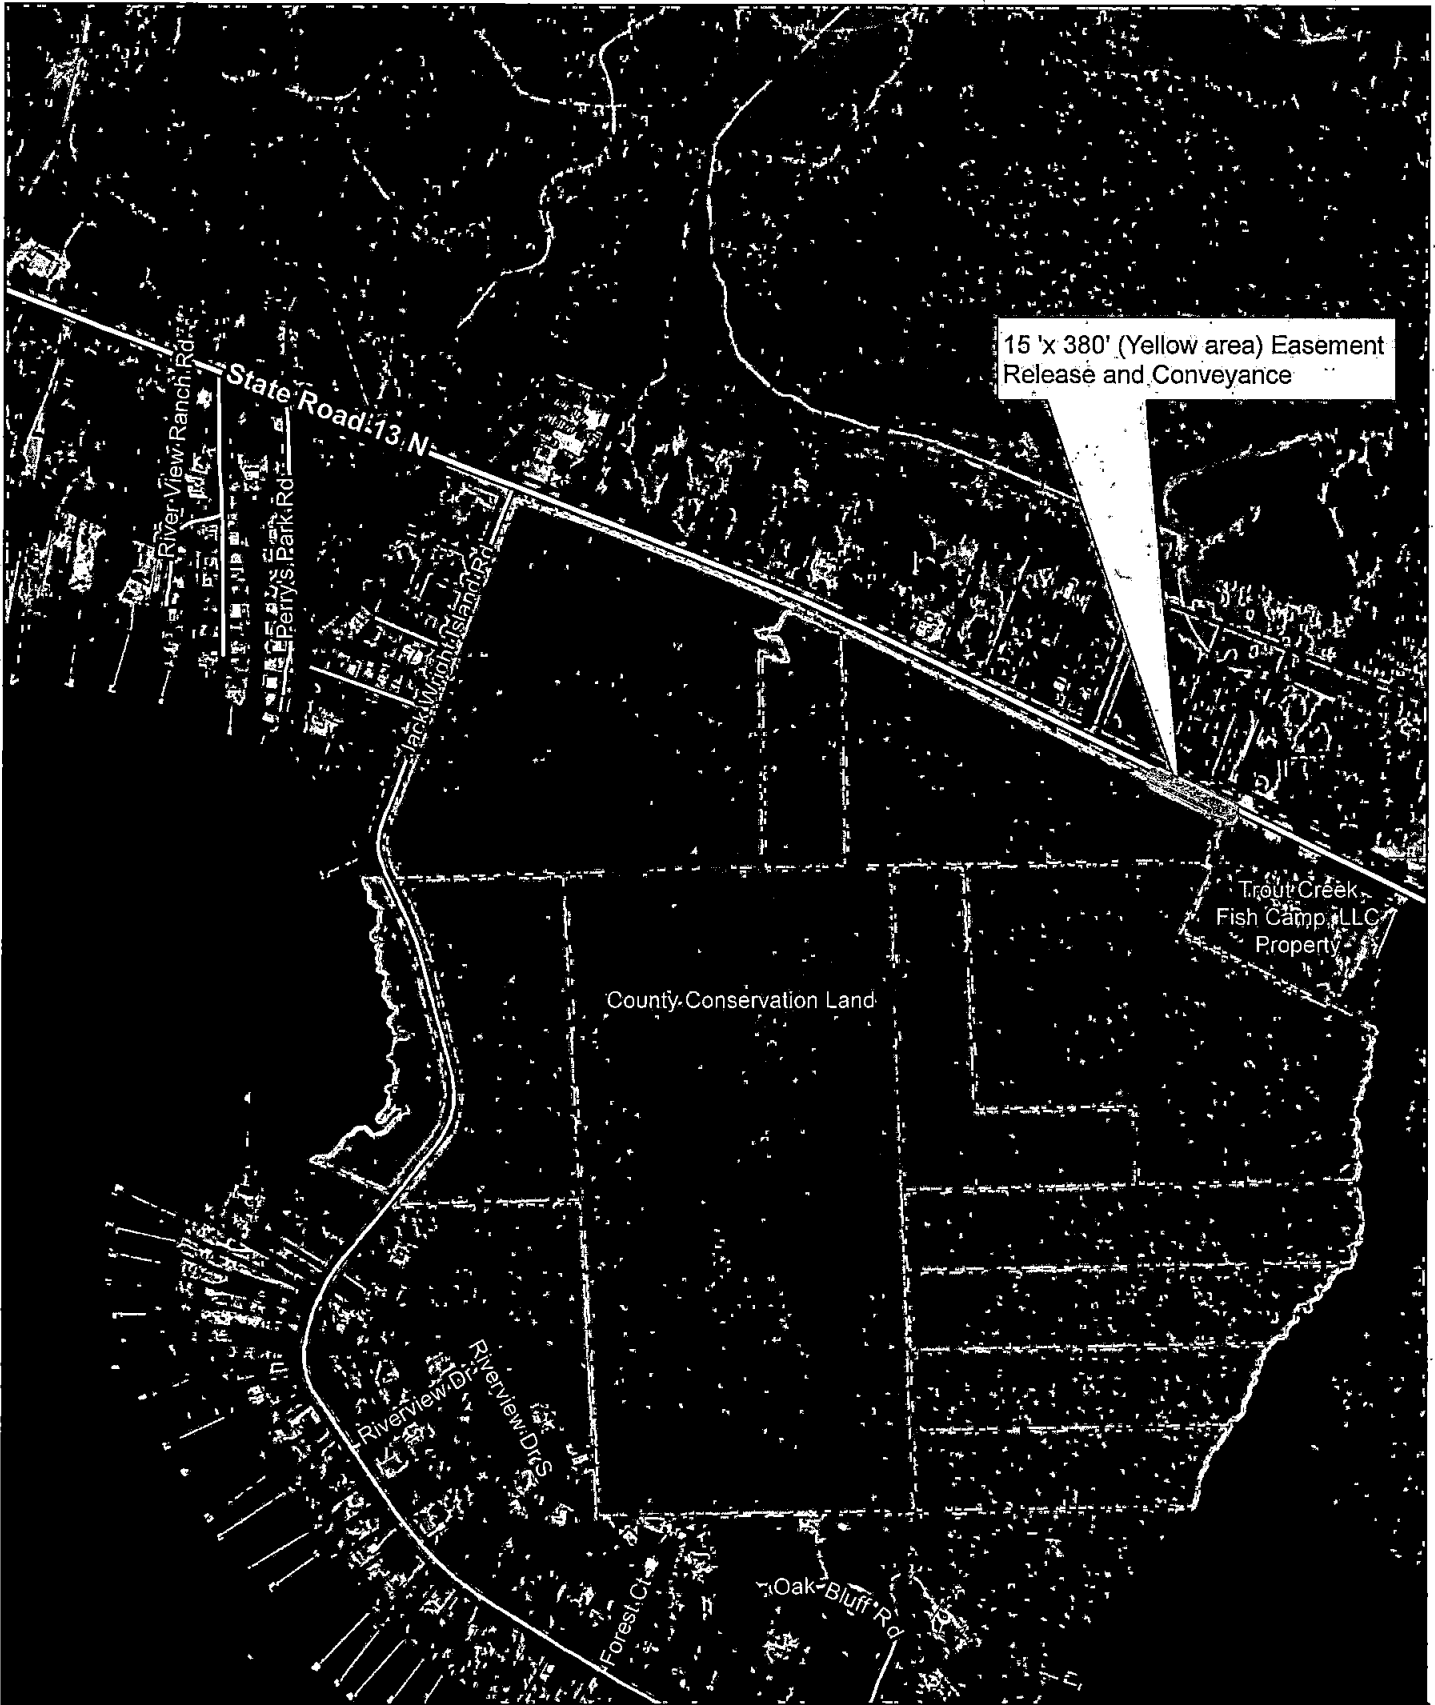 15 'x 380' (Yellow area) Easement
Release and Conveyance
State Road 13 N
River View Ranch Rd
Perrys Park Rd
Jack Wright Island Rd
Trout Creek
Fish Camp, LLC
Property
County Conservation Land
Riverview Dr
Riverview Dr S
Forest Ct
Oak Bluff Rd